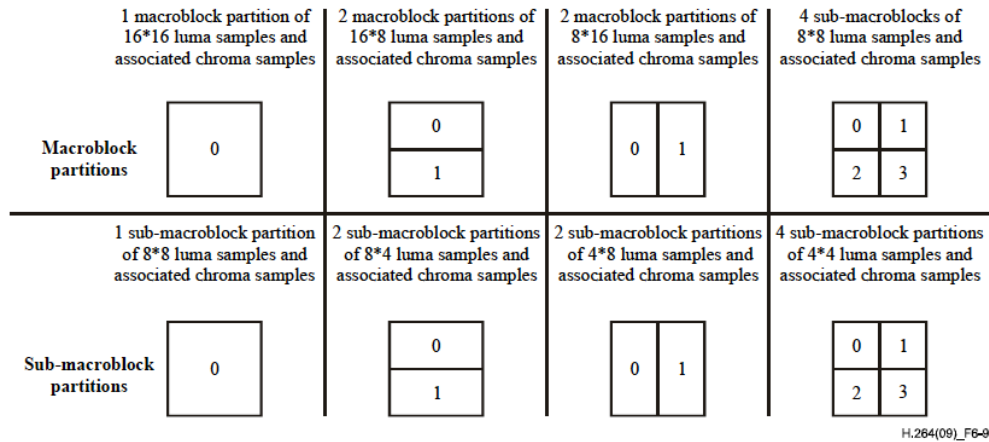 1 macroblock partition of
16*16 luma samples and
associated chroma samples
2 macroblock partitions of
16*8 luma samples and
associated chroma samples
2 macroblock partitions of
8*16 luma samples and
associated chroma samples
4 sub-macroblocks of
8*8 luma samples and
associated chroma samples
Macroblock
partitions
0
0
1
0 1
0 1
2 3
1 sub-macroblock partition
of 8*8 luma samples and
associated chroma samples
2 sub-macroblock partitions
of 8*4 luma samples and
associated chroma samples
2 sub-macroblock partitions
of 4*8 luma samples and
associated chroma samples
4 sub-macroblock partitions
of 4*4 luma samples and
associated chroma samples
Sub-macroblock
partitions
0
0
1
0 1
0 1
2 3
H.264(09)_F6-9